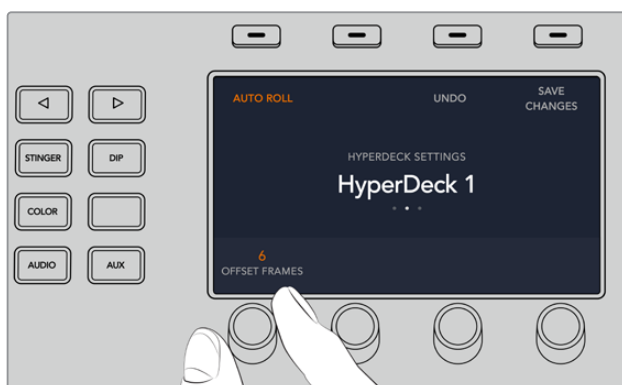 AUTO ROLL
UNDO
SAVE
CHANGES
STINGER
DIP
HYPERDECK SETTINGS
HyperDeck 1
COLOR
AUDIO
AUX
6
OFFSET FRAMES